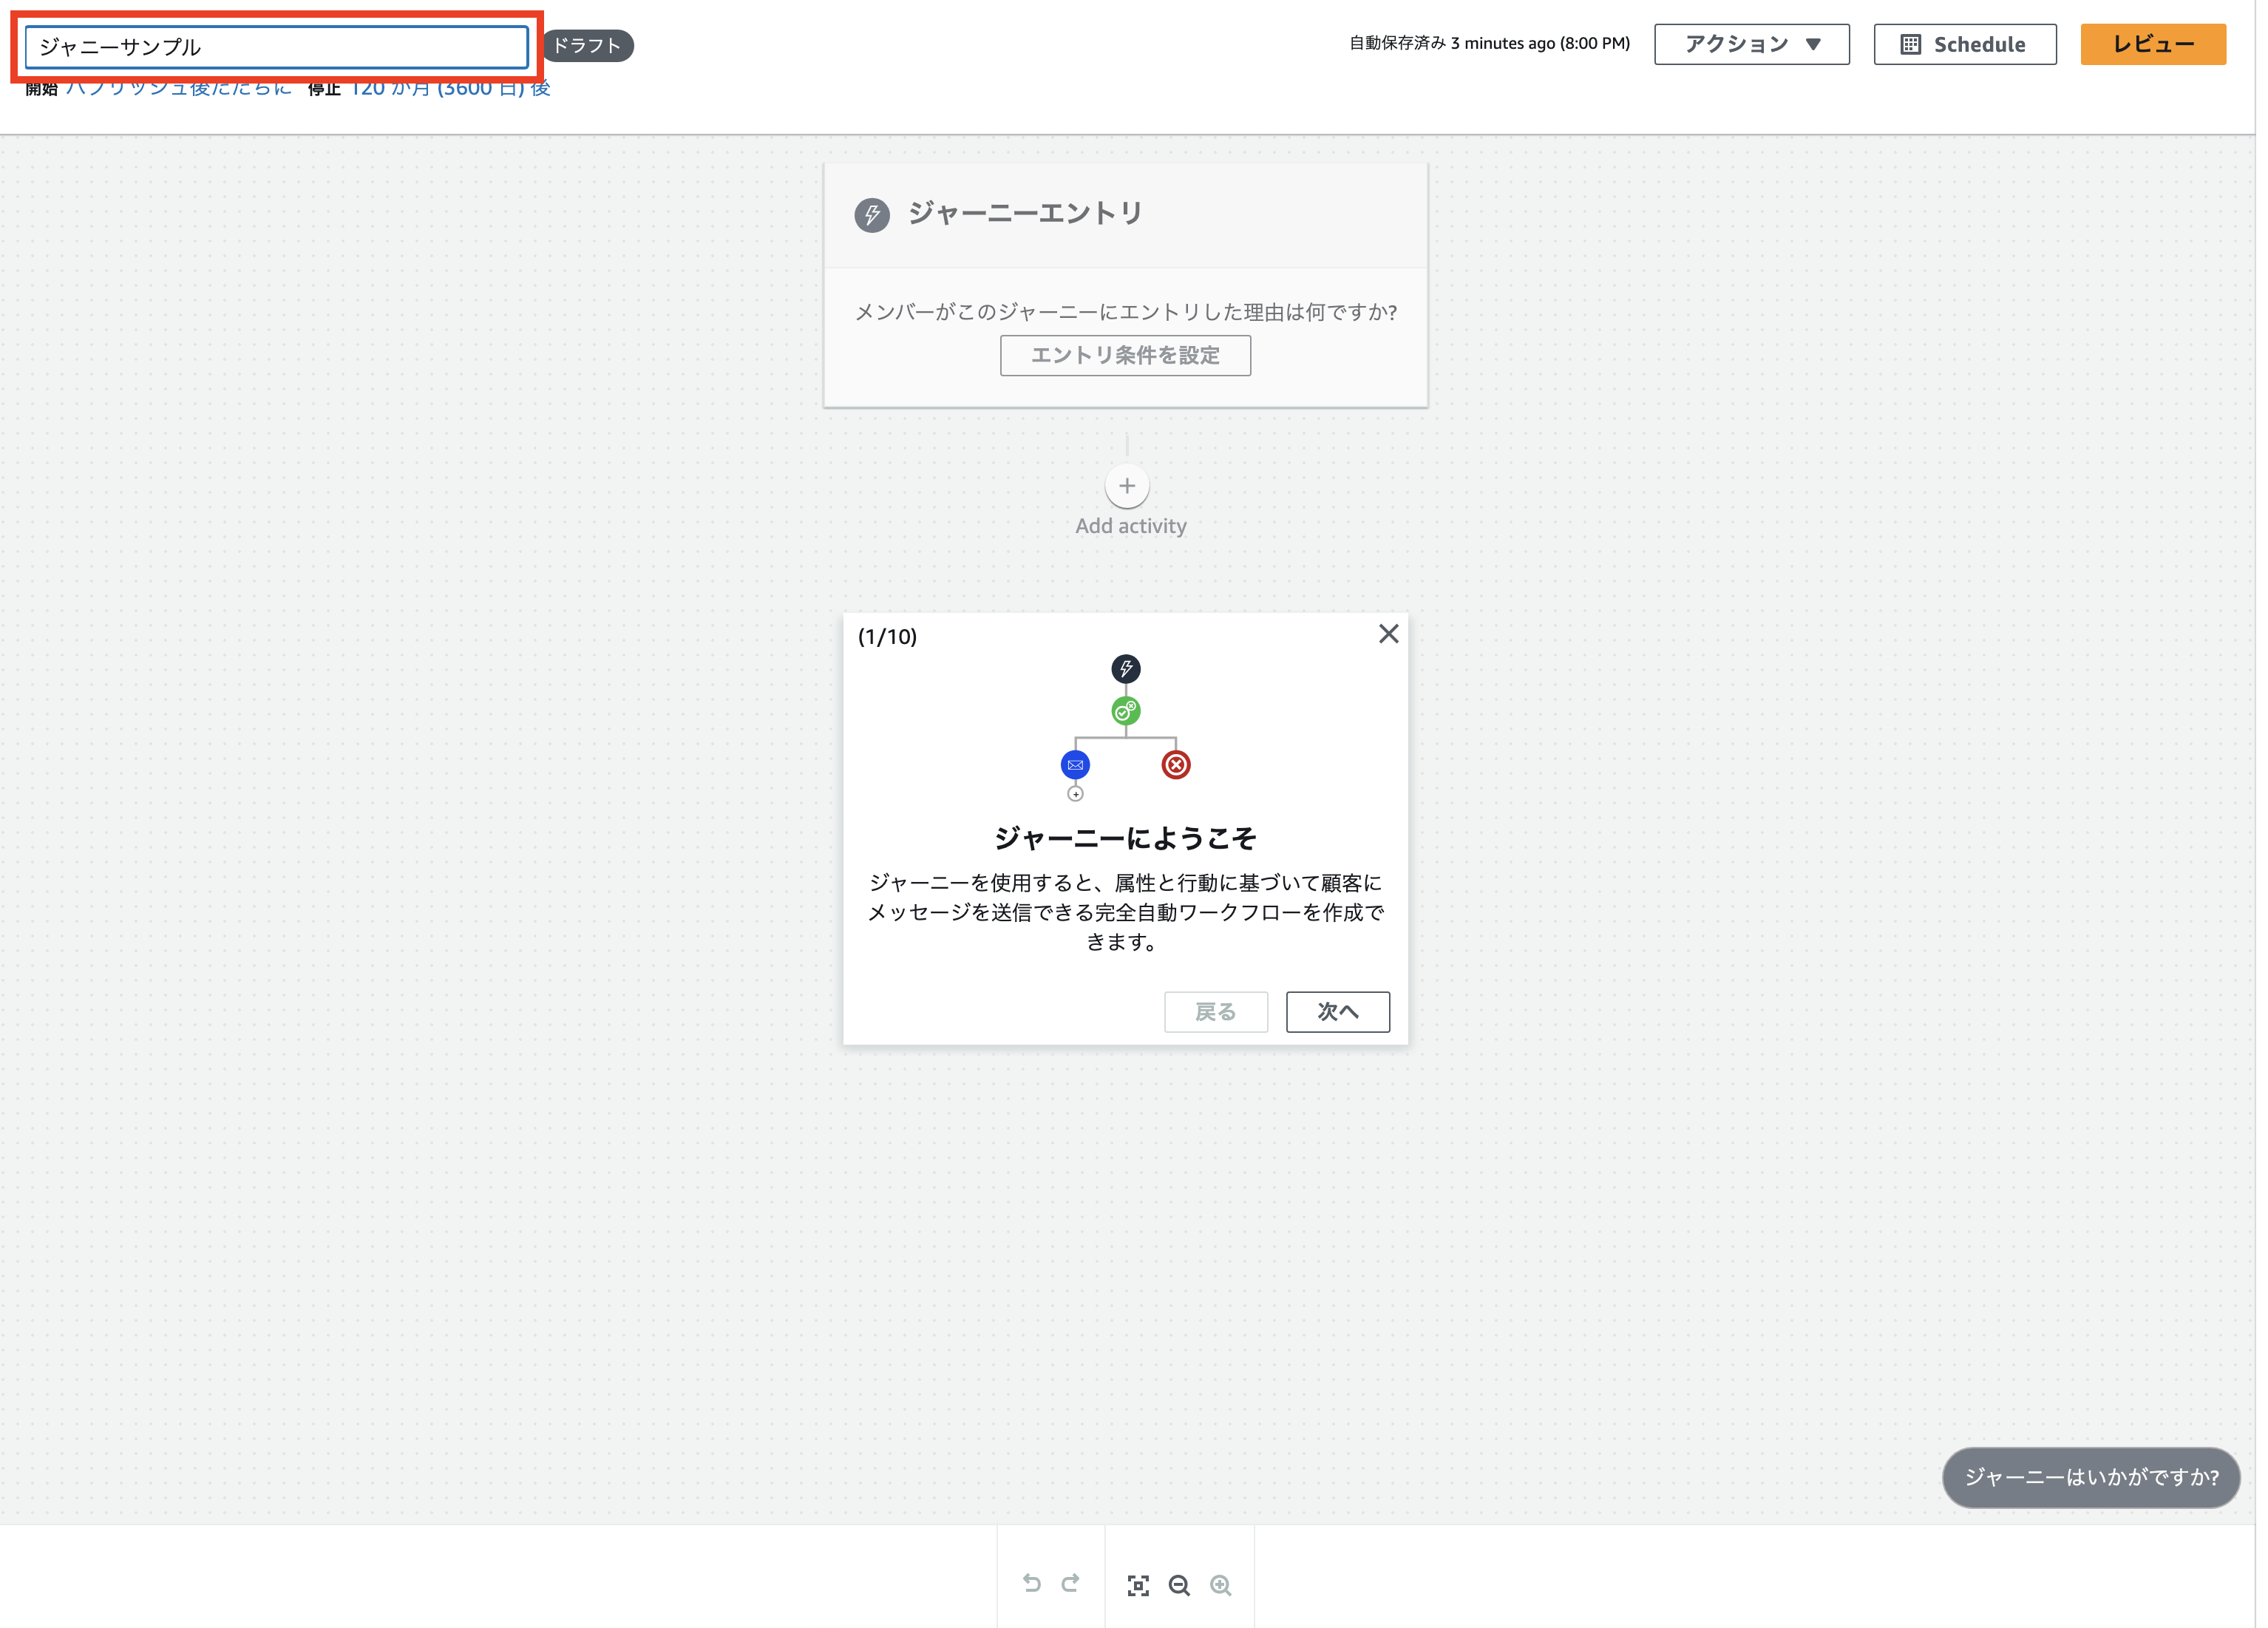 ジャニーサンプル
ドラフト
自動保存済み 3 minutes ago (8:00 PM)
アクション
Schedule
レビュー
開始 パブリッシュ後ただちに 停止 120 か月 (3600 日) 後
ジャーニーエントリ
メンバーがこのジャーニーにエントリした理由は何ですか?
エントリ条件を設定
Add activity
(1/10)
ジャーニーにようこそ
ジャーニーを使用すると、属性と行動に基づいて顧客に
メッセージを送信できる完全自動ワークフローを作成で
きます。
戻る
次へ
ジャーニーはいかがですか?